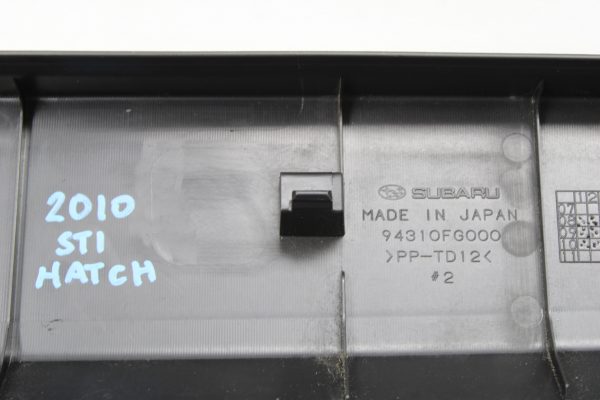 2010
STI
HATCH
SUBARU
MADE IN JAPAN
94310FG000
>PP-TD12<
#2